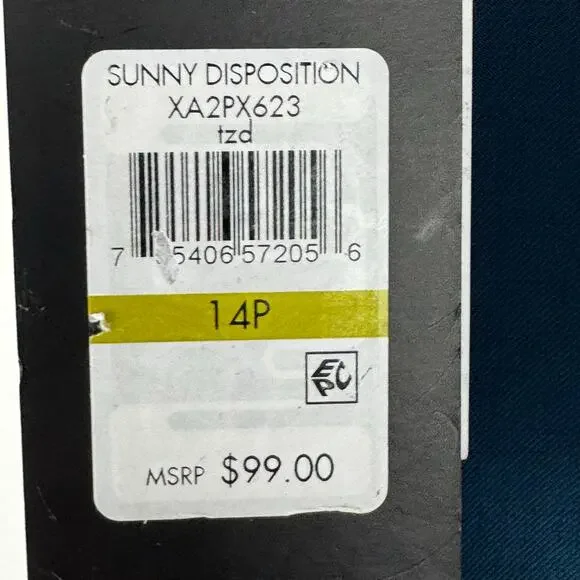 SUNNY DISPOSITION
XA2PX623
tzd
7 5406 57205 6
14P
EPC
MSRP $99.00